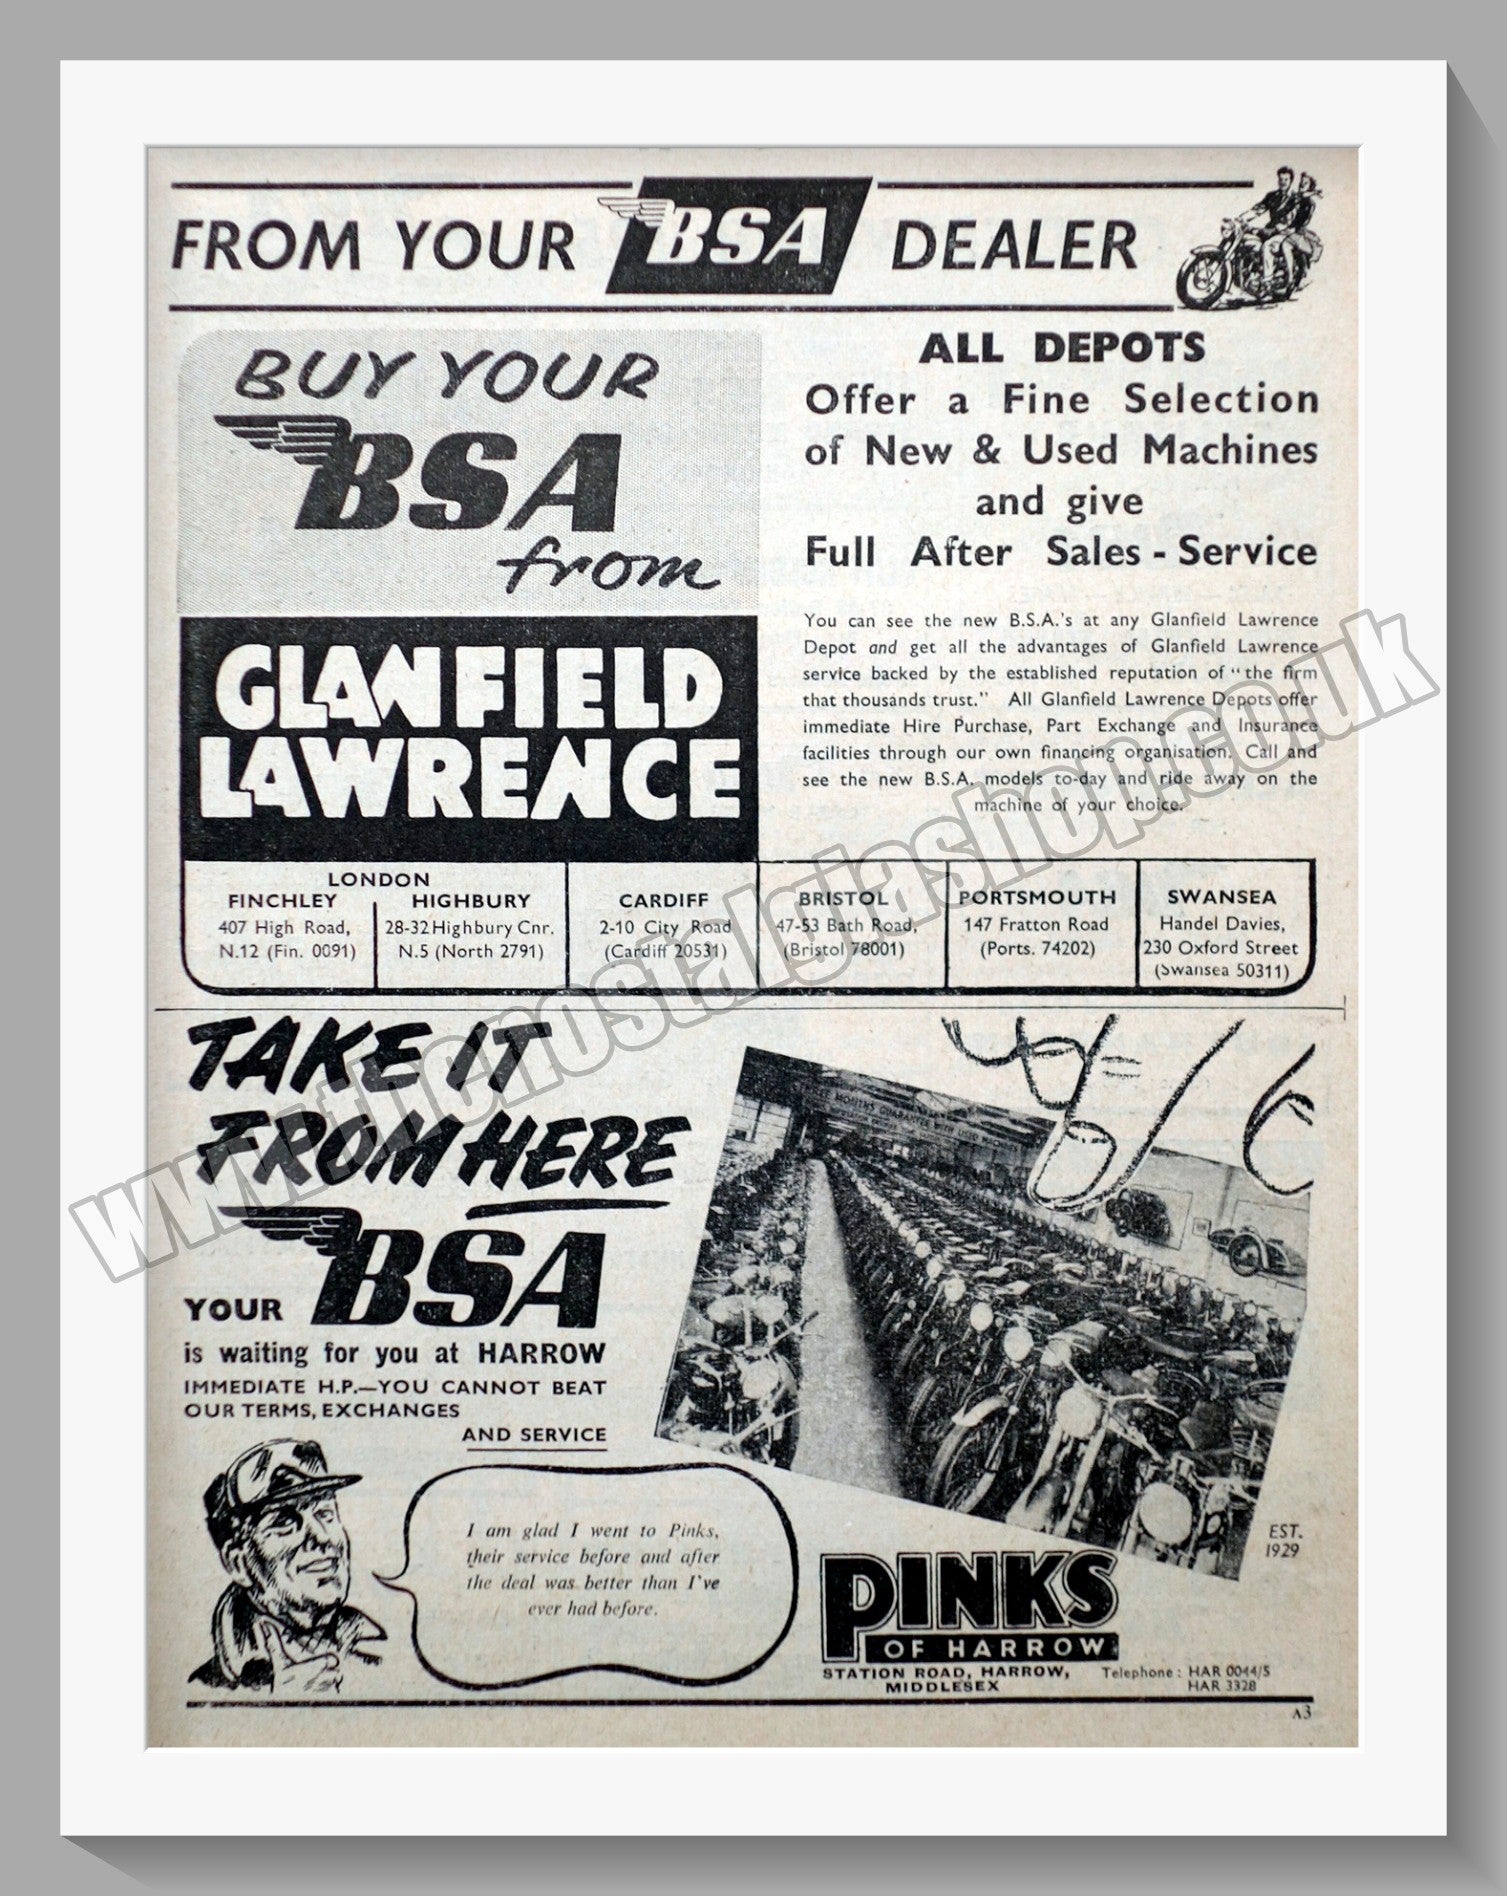 FROM YOUR BSA DEALER
BUY YOUR
BSA
from
GLANFIELD
LAWRENCE
ALL DEPOTS
Offer a Fine Selection
of New & Used Machines
and give
Full After Sales - Service
You can see the new B.S.A.'s at any Glanfield Lawrence
Depot and get all the advantages of Glanfield Lawrence
service backed by the established reputation of "the firm
that thousands trust." All Glanfield Lawrence Depots offer
immediate Hire Purchase, Part Exchange and Insurance
facilities through our own financing organisation. Call and
see the new B.S.A. models to-day and ride away on the
machine of your choice.
LONDON
FINCHLEY
407 High Road,
N.12 (Fin. 0091)
HIGHBURY
28-32 Highbury Cnr.
N.5 (North 2791)
CARDIFF
2-10 City Road
(Cardiff 20531)
BRISTOL
47-53 Bath Road,
(Bristol 78001)
PORTSMOUTH
147 Fratton Road
(Ports. 74202)
SWANSEA
Handel Davies,
230 Oxford Street
(Swansea 50311)
TAKE IT
FROM HERE
YOUR BSA
is waiting for you at HARROW
IMMEDIATE H.P.—YOU CANNOT BEAT
OUR TERMS, EXCHANGES
AND SERVICE
THREE MONTHS GUARANTEE WITH USED MACHINES
I am glad I went to Pinks,
their service before and after
the deal was better than I've
ever had before.
EST.
1929
PINKS
OF HARROW
STATION ROAD, HARROW,
MIDDLESEX
Telephone: HAR 0044/5
HAR 3328
A3
www.thenostalgiashop.co.uk